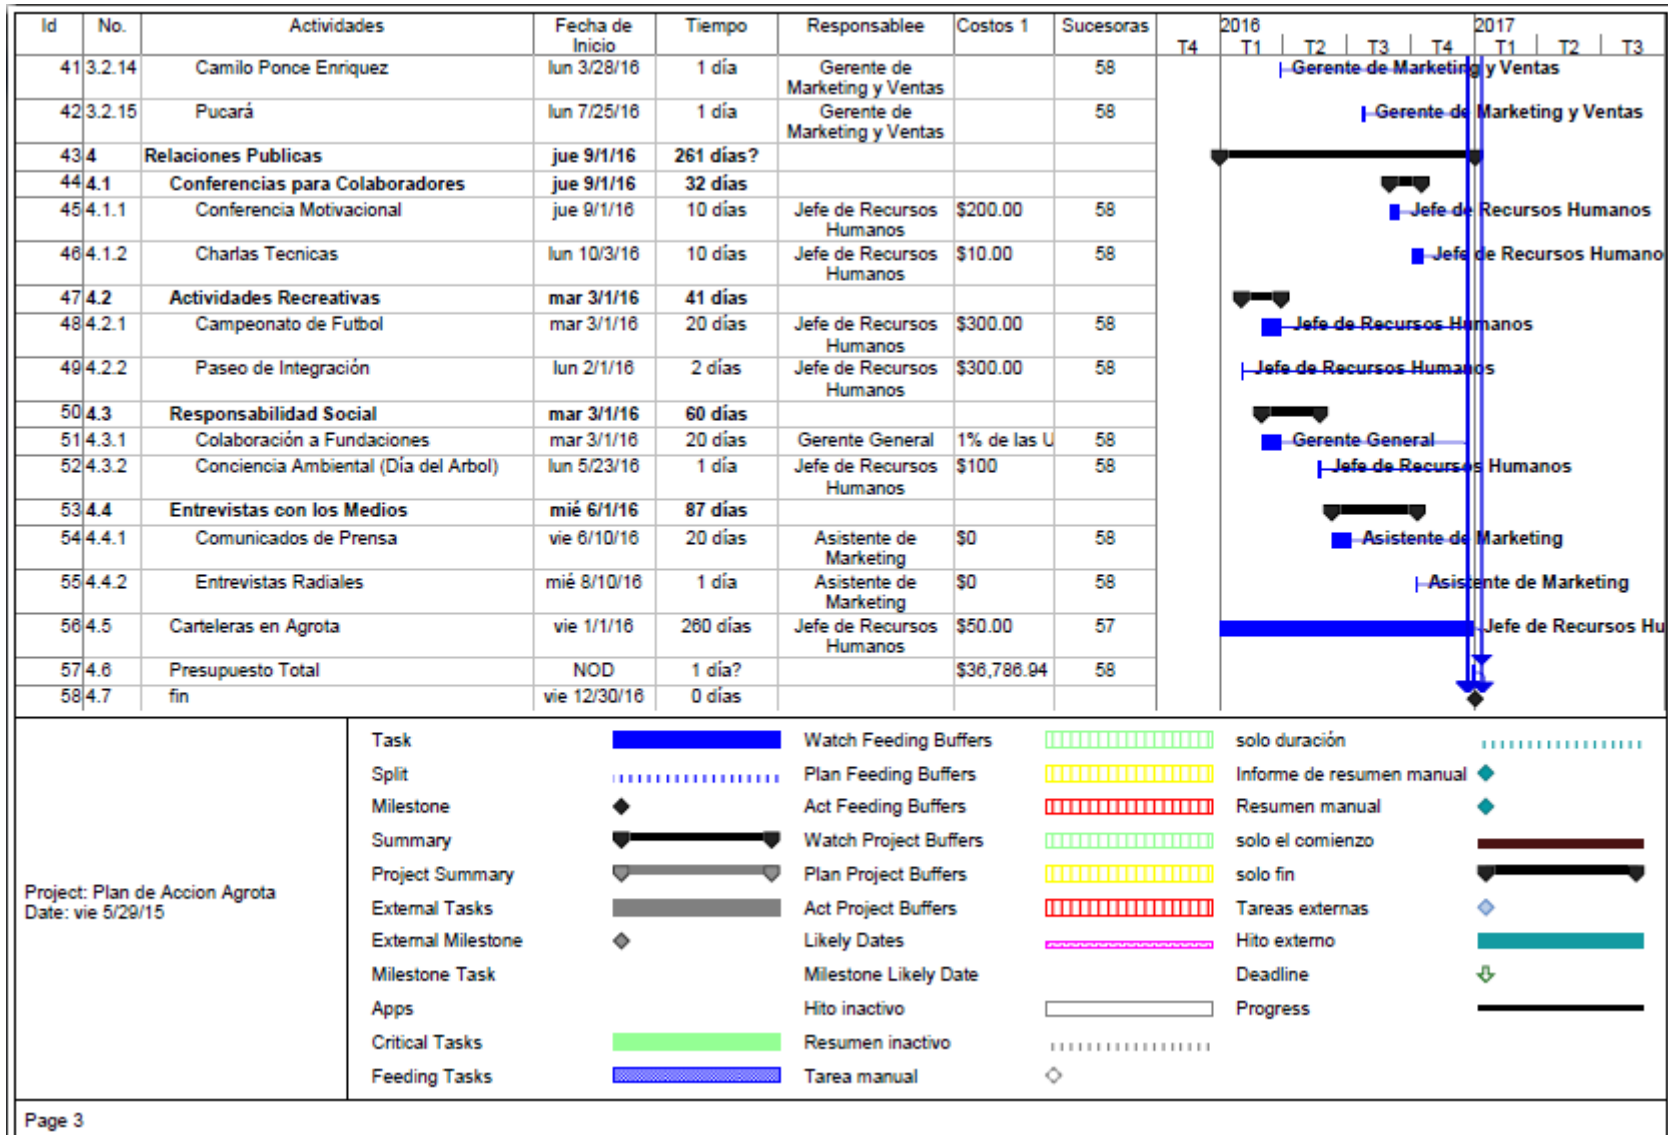 Id No. Actividades Fecha de Inicio Tiempo Responsablee Costos 1 Sucesoras 2016 2017
T4 T1 T2 T3 T4 T1 T2 T3
41 3.2.14 Camilo Ponce Enriquez lun 3/28/16 1 día Gerente de Marketing y Ventas 58 Gerente de Marketing y Ventas
42 3.2.15 Pucará lun 7/25/16 1 día Gerente de Marketing y Ventas 58 Gerente de Marketing y Ventas
43 4 Relaciones Publicas jue 9/1/16 261 días?
44 4.1 Conferencias para Colaboradores jue 9/1/16 32 días
45 4.1.1 Conferencia Motivacional jue 9/1/16 10 días Jefe de Recursos Humanos $200.00 58 Jefe de Recursos Humanos
46 4.1.2 Charlas Tecnicas lun 10/3/16 10 días Jefe de Recursos Humanos $10.00 58 Jefe de Recursos Humano
47 4.2 Actividades Recreativas mar 3/1/16 41 días
48 4.2.1 Campeonato de Futbol mar 3/1/16 20 días Jefe de Recursos Humanos $300.00 58 Jefe de Recursos Humanos
49 4.2.2 Paseo de Integración lun 2/1/16 2 días Jefe de Recursos Humanos $300.00 58 Jefe de Recursos Humanos
50 4.3 Responsabilidad Social mar 3/1/16 60 días
51 4.3.1 Colaboración a Fundaciones mar 3/1/16 20 días Gerente General 1% de las U 58 Gerente General
52 4.3.2 Conciencia Ambiental (Día del Arbol) lun 5/23/16 1 día Jefe de Recursos Humanos $100 58 Jefe de Recursos Humanos
53 4.4 Entrevistas con los Medios mié 6/1/16 87 días
54 4.4.1 Comunicados de Prensa vie 6/10/16 20 días Asistente de Marketing $0 58 Asistente de Marketing
55 4.4.2 Entrevistas Radiales mié 8/10/16 1 día Asistente de Marketing $0 58 Asistente de Marketing
56 4.5 Carteleras en Agrota vie 1/1/16 260 días Jefe de Recursos Humanos $50.00 57 Jefe de Recursos Hu
57 4.6 Presupuesto Total NOD 1 día? $36,786.94 58
58 4.7 fin vie 12/30/16 0 días
Project: Plan de Accion Agrota
Date: vie 5/29/15
Task
Split
Milestone
Summary
Project Summary
External Tasks
External Milestone
Milestone Task
Apps
Critical Tasks
Feeding Tasks
Watch Feeding Buffers
Plan Feeding Buffers
Act Feeding Buffers
Watch Project Buffers
Plan Project Buffers
Act Project Buffers
Likely Dates
Milestone Likely Date
Hito inactivo
Resumen inactivo
Tarea manual
solo duración
Informe de resumen manual
Resumen manual
solo el comienzo
solo fin
Tareas externas
Hito externo
Deadline
Progress
Page 3